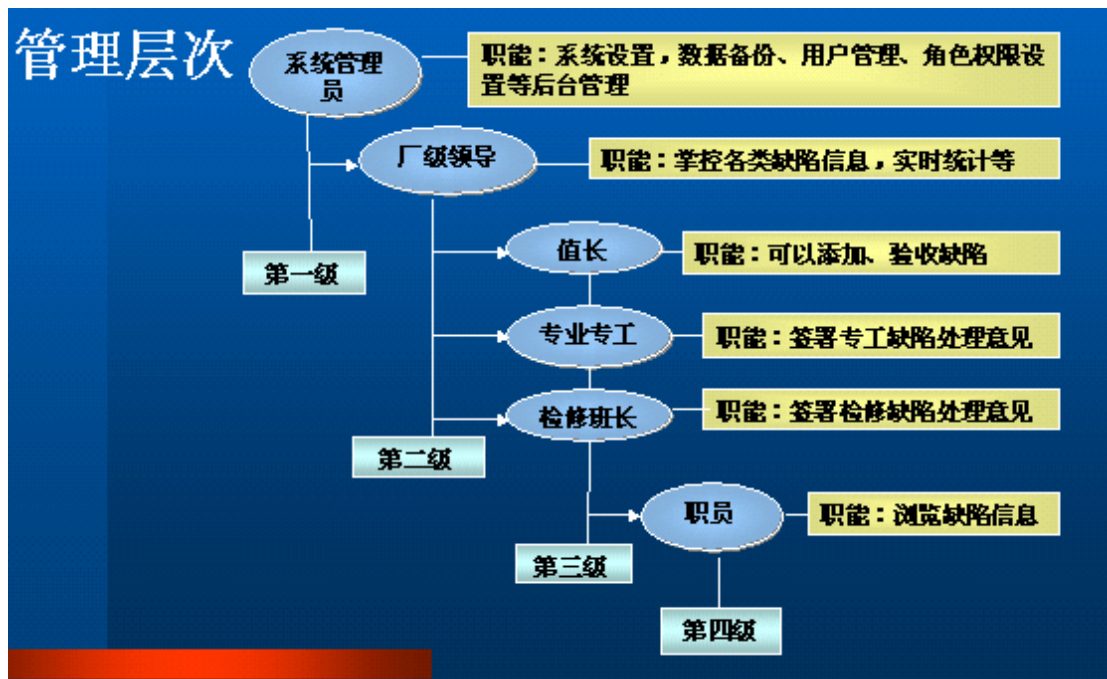 管理层次
系统管理
员
职能：系统设置，数据备份、用户管理、角色权限设
置等后台管理
厂级领导
职能：掌控各类缺陷信息，实时统计等
值长
职能：可以添加、验收缺陷
第一级
专业专工
职能：签署专工缺陷处理意见
检修班长
职能：签署检修缺陷处理意见
第二级
职员
职能：浏览缺陷信息
第三级
第四级